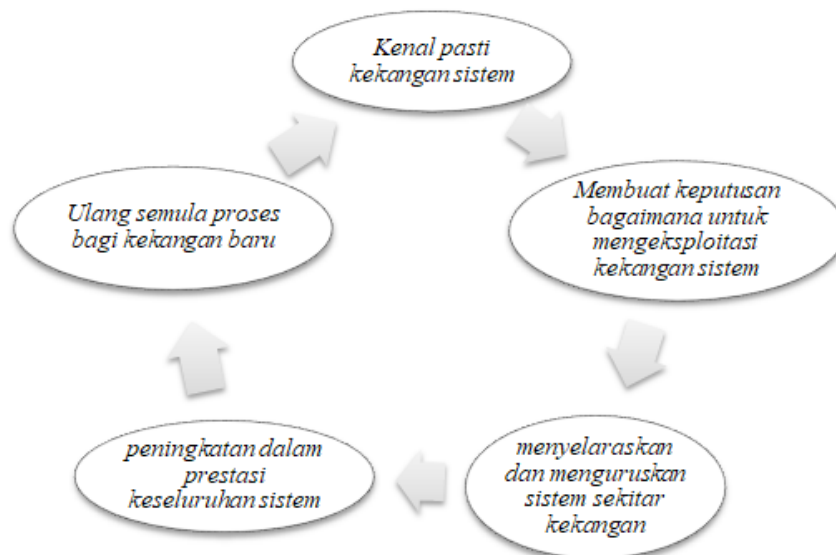 Kenal pasti
kekangan sistem
Membuat keputusan
bagaimana untuk
mengeksploitasi
kekangan sistem
menyelaraskan
dan menguruskan
sistem sekitar
kekangan
peningkatan dalam
prestasi
keseluruhan sistem
Ulang semula proses
bagi kekangan baru